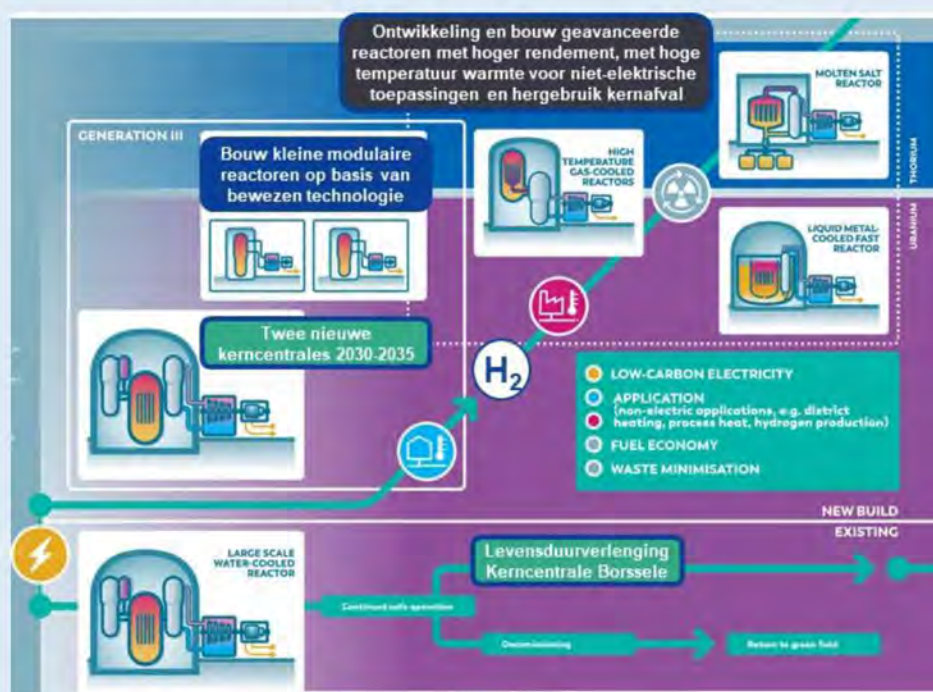 Ontwikkeling en bouw geavanceerde
reactoren met hoger rendement, met hoge
temperatuur warmte voor niet-elektrische
toepassingen en hergebruik kernafval
MOLTEN SALT
REACTOR
GENERATION III
Bouw kleine modulaire
reactoren op basis van
bewezen technologie
HIGH
TEMPERATURE
GAS-COOLED
REACTORS
THORIUM
URANIUM
LIQUID METAL-
COOLED FAST
REACTOR
Twee nieuwe
kerncentrales 2030-2035
H2
LOW-CARBON ELECTRICITY
APPLICATION
(non-electric applications, e.g. district
heating, process heat, hydrogen production)
FUEL ECONOMY
WASTE MINIMISATION
NEW BUILD
EXISTING
LARGE SCALE
WATER-COOLED
REACTOR
Levensduurverlenging
Kerncentrale Borssele
Continued safe operation
Decommissioning
Return to green field